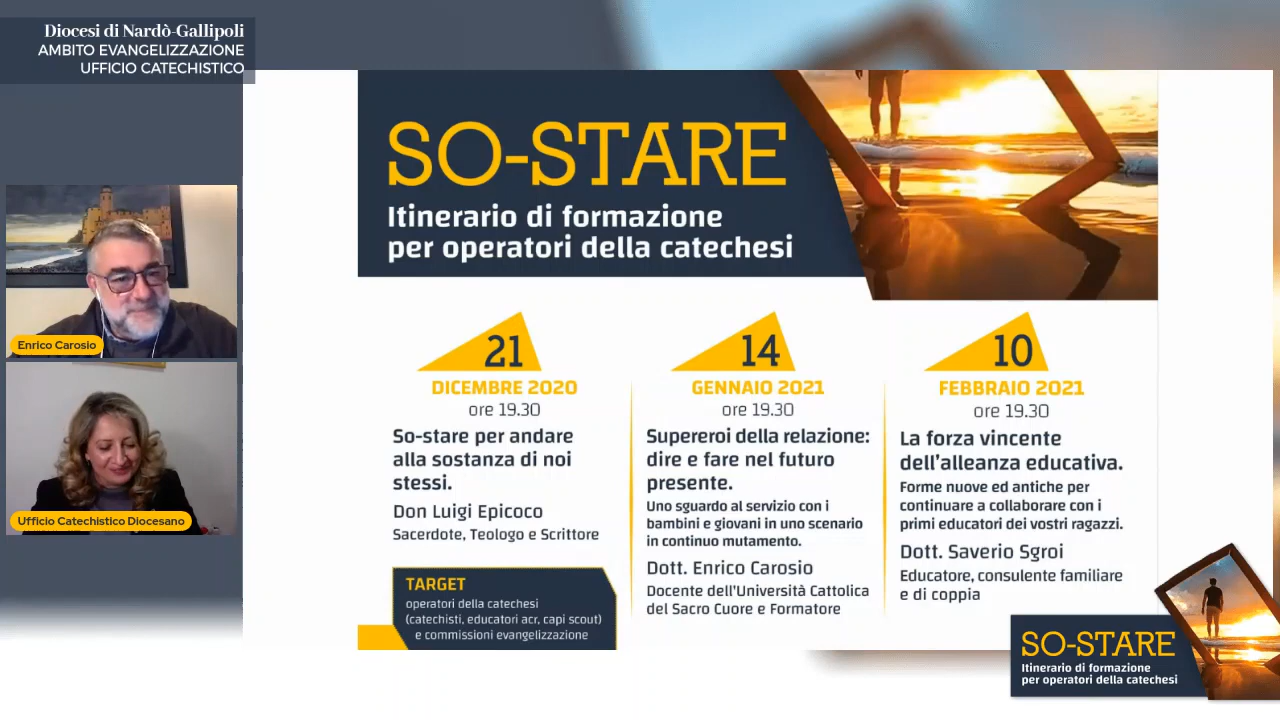 Diocesi di Nardò-Gallipoli
AMBITO EVANGELIZZAZIONE
UFFICIO CATECHISTICO
Enrico Carosio
Ufficio Catechistico Diocesano
SO-STARE
Itinerario di formazione
per operatori della catechesi
21
DICEMBRE 2020
ore 19.30
So-stare per andare
alla sostanza di noi
stessi.
Don Luigi Epicoco
Sacerdote, Teologo e Scrittore
TARGET
operatori della catechesi
(catechisti, educatori acr, capi scout)
e commissioni evangelizzazione
14
GENNAIO 2021
ore 19.30
Supereroi della relazione:
dire e fare nel futuro
presente.
Uno sguardo al servizio con i
bambini e giovani in uno scenario
in continuo mutamento.
Dott. Enrico Carosio
Docente dell'Università Cattolica
del Sacro Cuore e Formatore
10
FEBBRAIO 2021
ore 19.30
La forza vincente
dell'alleanza educativa.
Forme nuove ed antiche per
continuare a collaborare con i
primi educatori dei vostri ragazzi.
Dott. Saverio Sgroi
Educatore, consulente familiare
e di coppia
SO-STARE
Itinerario di formazione
per operatori della catechesi